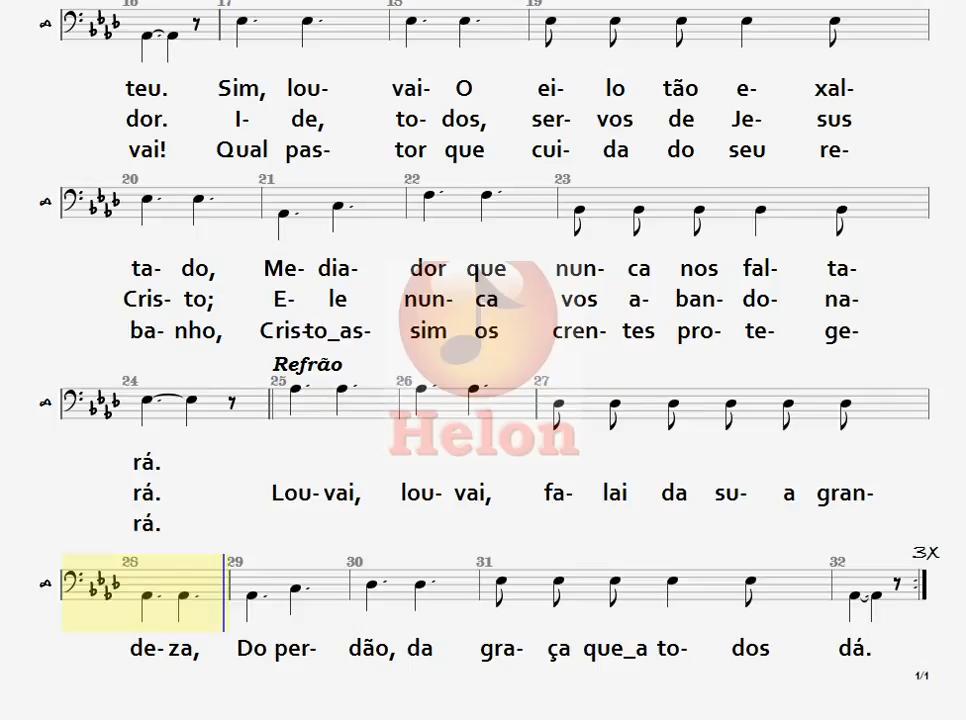 16 17 18 19
teu. Sim, lou- vai- O ei- lo tão e- xal-
dor. I- de, to- dos, ser- vos de Je- sus
vai! Qual pas- tor que cui- da do seu re-
20 21 22 23
ta- do, Me- dia- dor que nun- ca nos fal- ta-
Cris- to; E- le nun- ca vos a- ban- do- na-
ba- nho, Cris-to_as- sim os cren- tes pro- te- ge-
Refrão
24 25 26 27
rá.
rá. Lou- vai, lou- vai, fa- lai da su- a gran-
rá.
Helon
3X
28 29 30 31 32
de- za, Do per- dão, da gra- ça que_a to- dos dá.
1/1